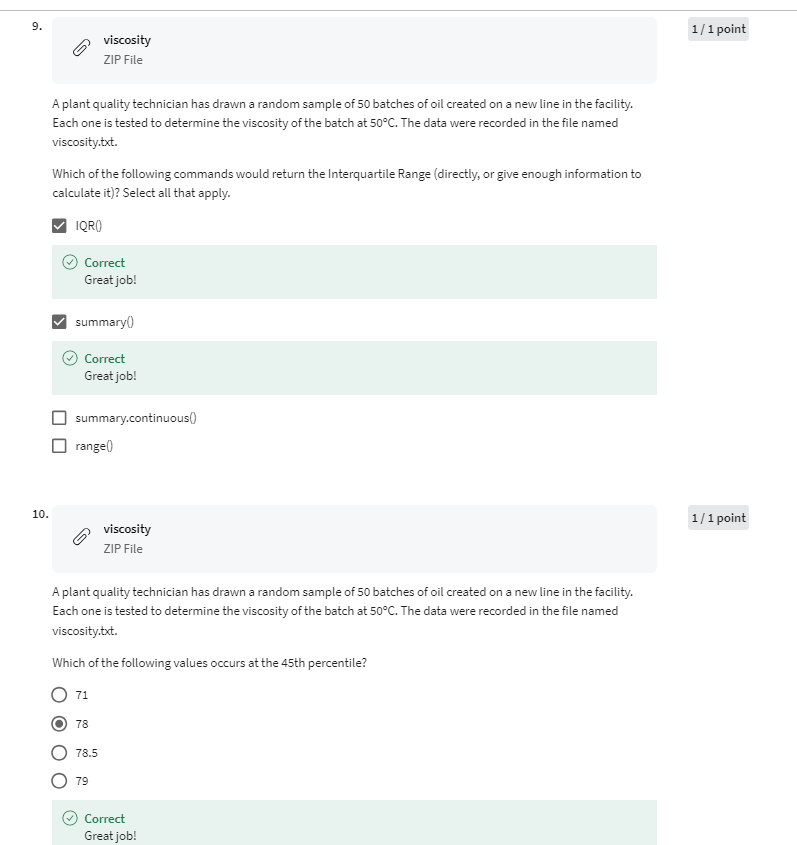 9.
1 / 1 point
viscosity
ZIP File
A plant quality technician has drawn a random sample of 50 batches of oil created on a new line in the facility.
Each one is tested to determine the viscosity of the batch at 50°C. The data were recorded in the file named
viscosity.txt.
Which of the following commands would return the Interquartile Range (directly, or give enough information to
calculate it)? Select all that apply.
IQR()
Correct
Great job!
summary()
Correct
Great job!
summary.continuous()
range()
10.
1 / 1 point
viscosity
ZIP File
A plant quality technician has drawn a random sample of 50 batches of oil created on a new line in the facility.
Each one is tested to determine the viscosity of the batch at 50°C. The data were recorded in the file named
viscosity.txt.
Which of the following values occurs at the 45th percentile?
71
78
78.5
79
Correct
Great job!